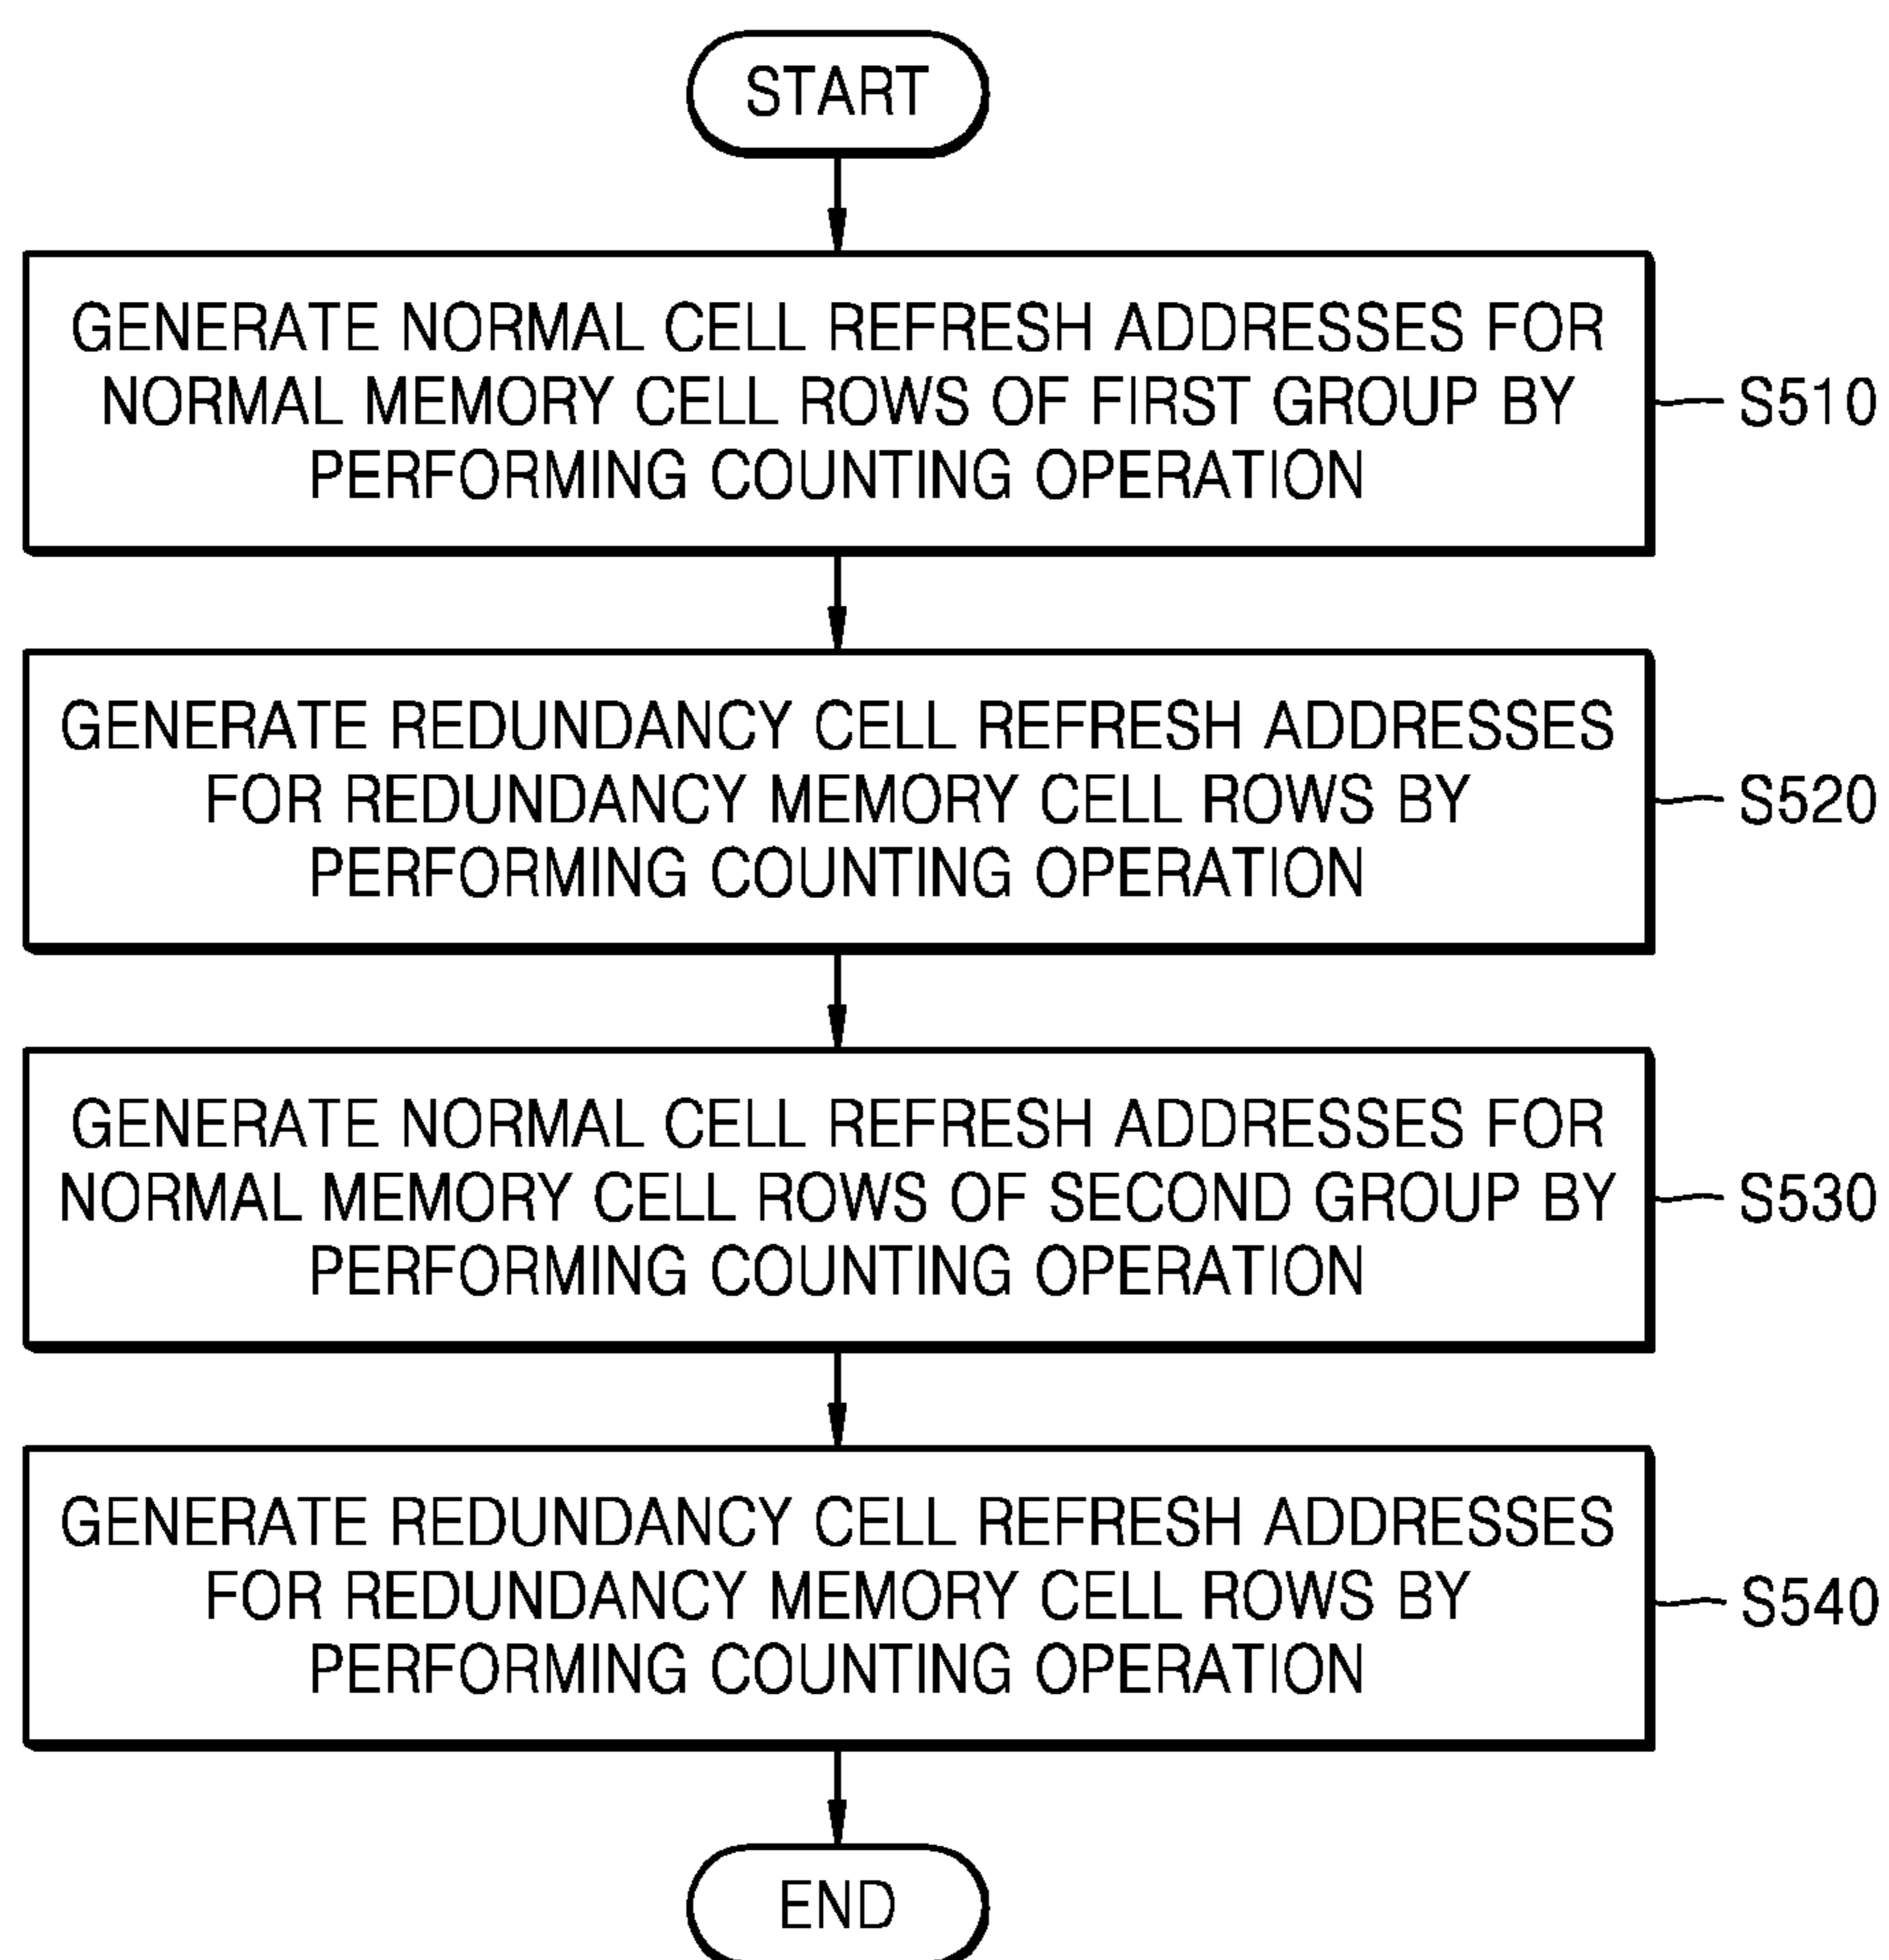 START
GENERATE NORMAL CELL REFRESH ADDRESSES FOR
NORMAL MEMORY CELL ROWS OF FIRST GROUP BY
PERFORMING COUNTING OPERATION
S510
GENERATE REDUNDANCY CELL REFRESH ADDRESSES
FOR REDUNDANCY MEMORY CELL ROWS BY
PERFORMING COUNTING OPERATION
S520
GENERATE NORMAL CELL REFRESH ADDRESSES FOR
NORMAL MEMORY CELL ROWS OF SECOND GROUP BY
PERFORMING COUNTING OPERATION
S530
GENERATE REDUNDANCY CELL REFRESH ADDRESSES
FOR REDUNDANCY MEMORY CELL ROWS BY
PERFORMING COUNTING OPERATION
S540
END